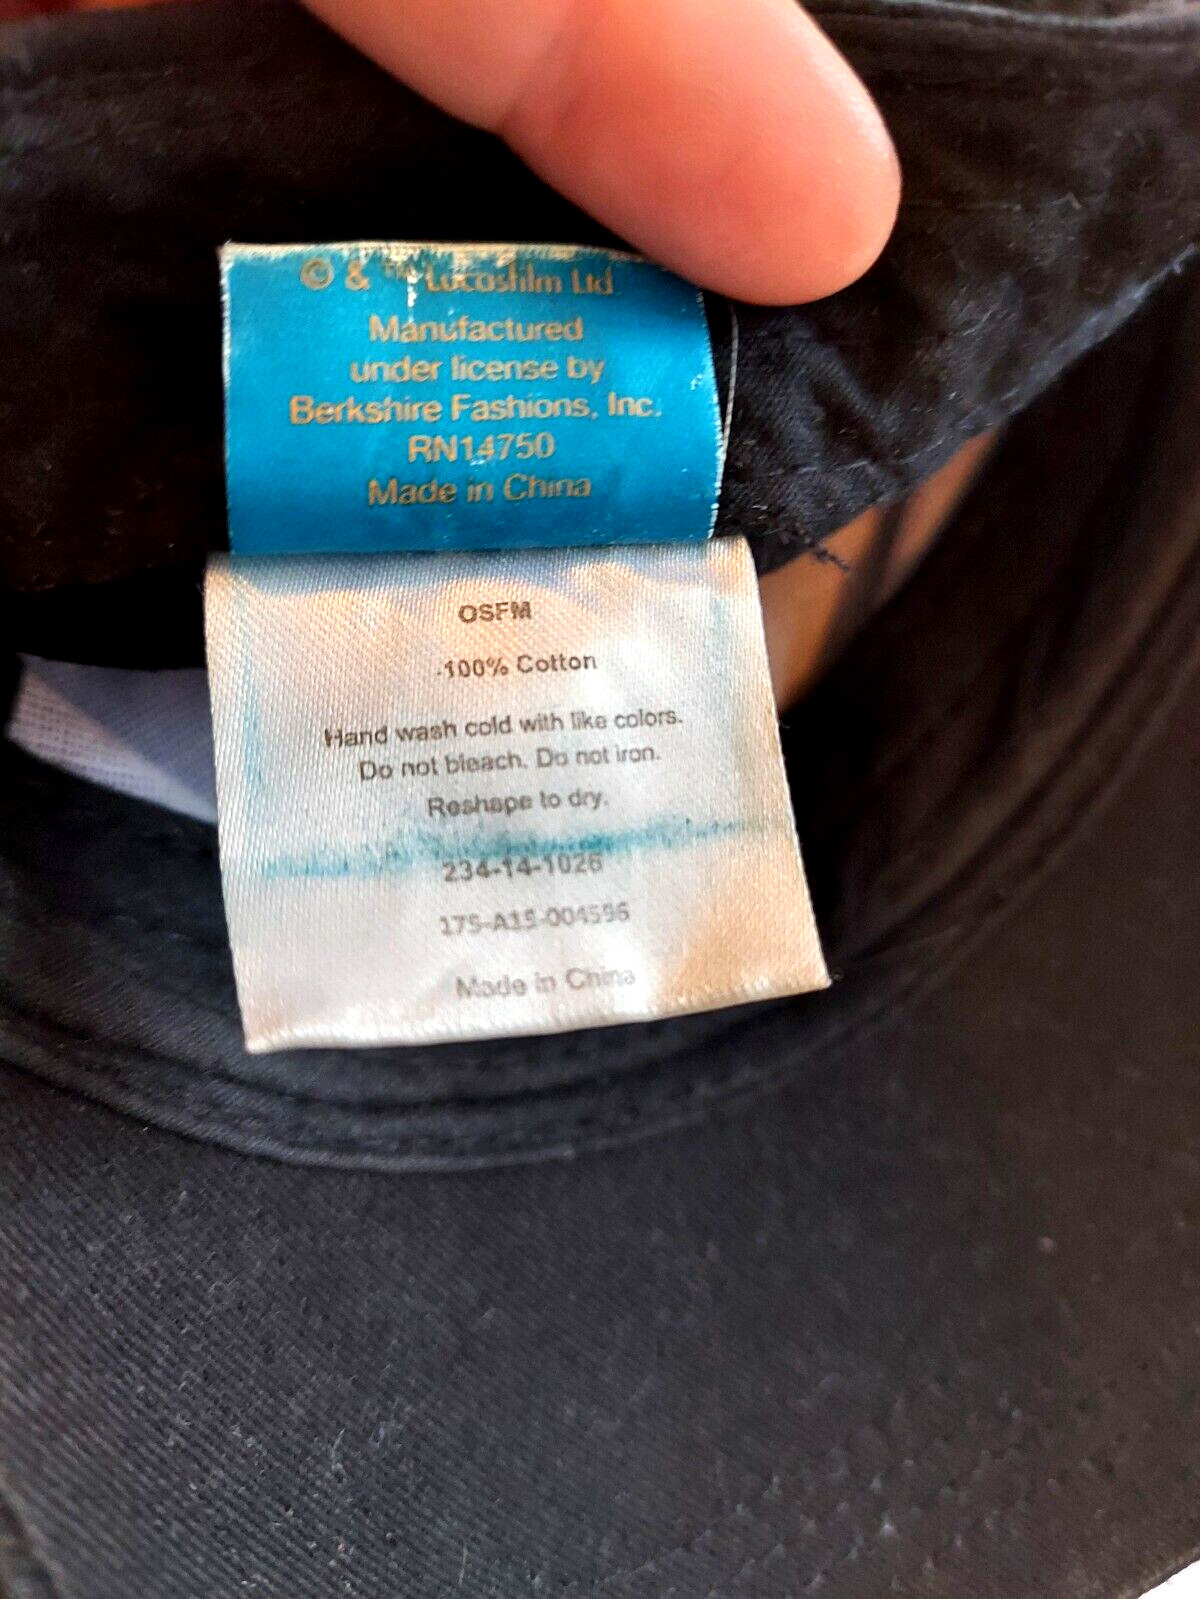 © & ™ Lucasfilm Ltd.
Manufactured
under license by
Berkshire Fashions, Inc.
RN14750
Made in China
OSFM
100% Cotton
Hand wash cold with like colors.
Do not bleach. Do not iron.
Reshape to dry.
234-14-1026
175-A15-004596
Made in China